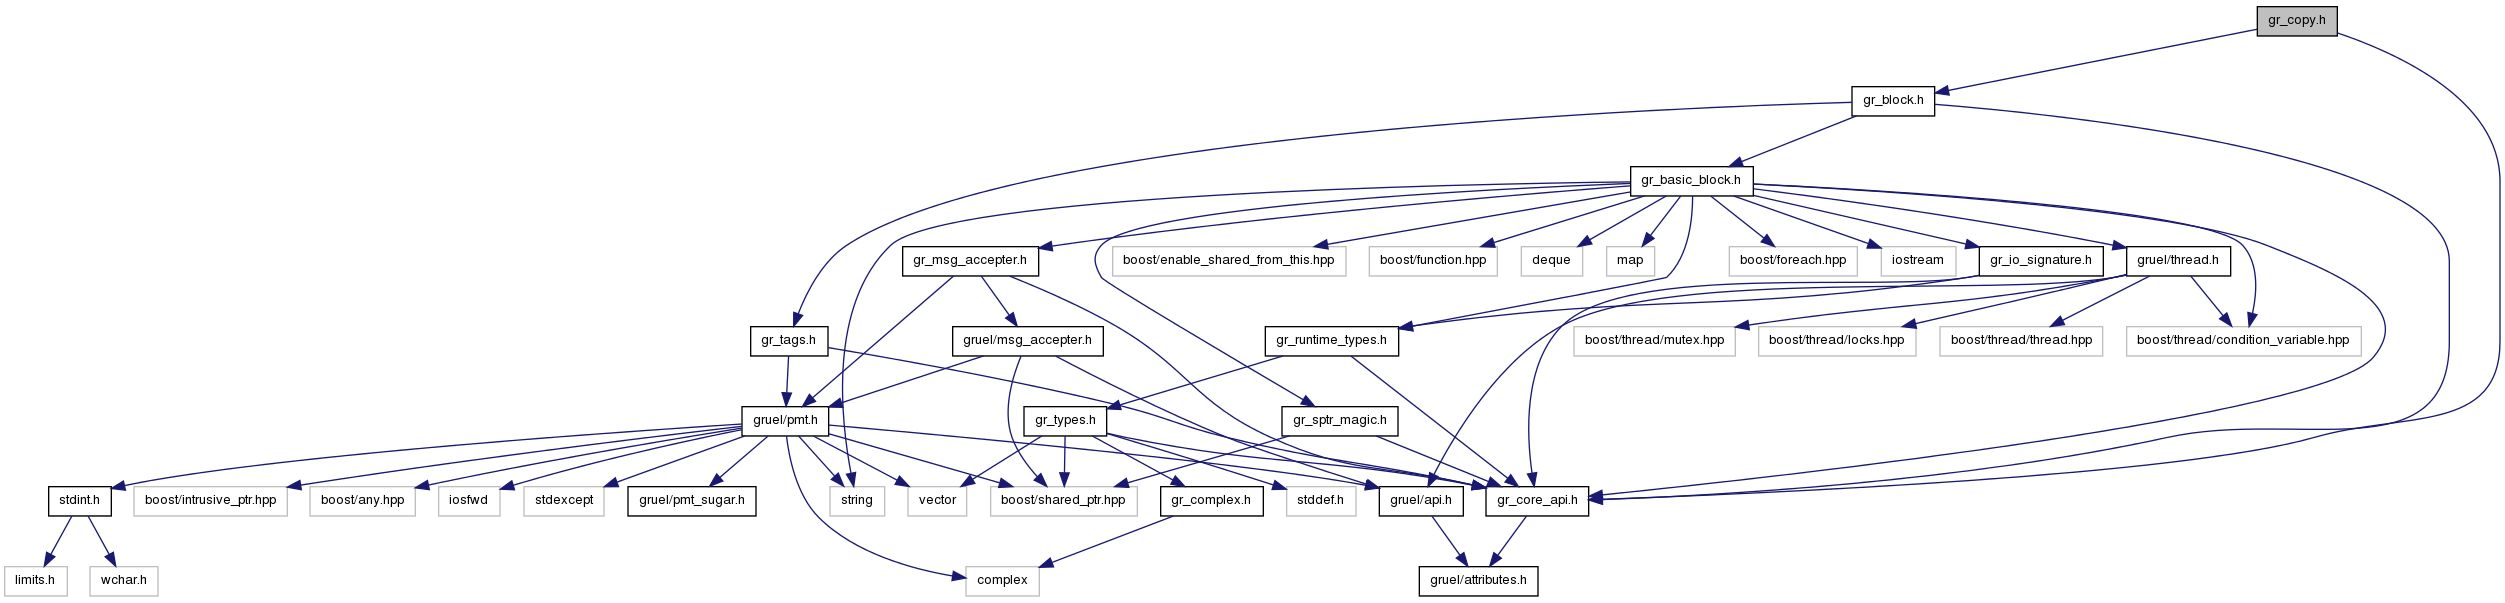 gr_copy.h
gr_block.h
gr_basic_block.h
gr_msg_accepter.h
boost/enable_shared_from_this.hpp
boost/function.hpp
deque
map
boost/foreach.hpp
iostream
gr_io_signature.h
gruel/thread.h
gr_tags.h
gruel/msg_accepter.h
gr_runtime_types.h
boost/thread/mutex.hpp
boost/thread/locks.hpp
boost/thread/thread.hpp
boost/thread/condition_variable.hpp
gruel/pmt.h
gr_types.h
gr_sptr_magic.h
stdint.h
boost/intrusive_ptr.hpp
boost/any.hpp
iosfwd
stdexcept
gruel/pmt_sugar.h
string
vector
boost/shared_ptr.hpp
gr_complex.h
stddef.h
gruel/api.h
gr_core_api.h
limits.h
wchar.h
complex
gruel/attributes.h